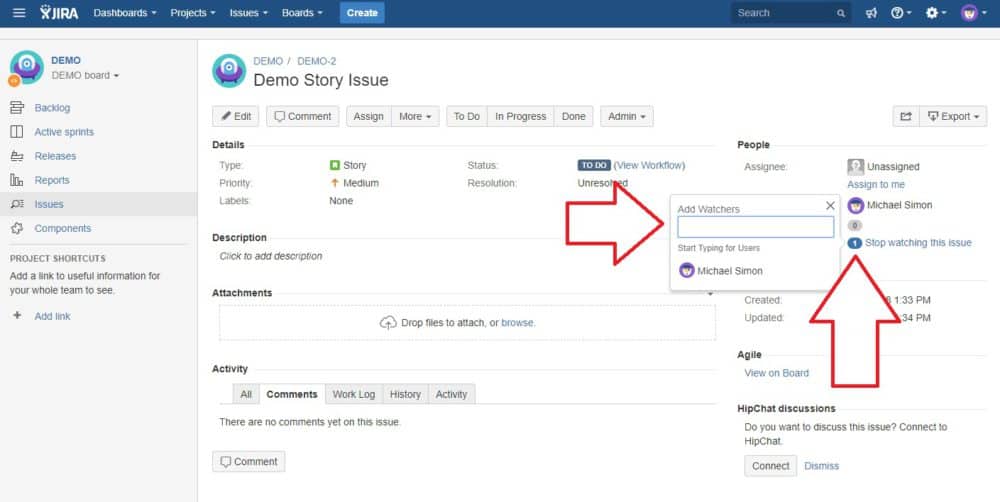 JIRA Dashboards Projects Issues Boards Create Search
DEMO
DEMO board
Backlog
Active sprints
Releases
Reports
Issues
Components
PROJECT SHORTCUTS
Add a link to useful information for
your whole team to see.
+ Add link
DEMO / DEMO-2
Demo Story Issue
Edit Comment Assign More To Do In Progress Done Admin Export
Details
Type: Story Status: TO DO (View Workflow)
Priority: Medium Resolution: Unresolved
Labels: None
Description
Click to add description
Attachments
Drop files to attach, or browse.
Activity
All Comments Work Log History Activity
There are no comments yet on this issue.
Comment
People
Assignee: Unassigned
Assign to me
Michael Simon
0
1 Stop watching this issue
Add Watchers
Start Typing for Users
Michael Simon
Created: 1:33 PM
Updated: :34 PM
Agile
View on Board
HipChat discussions
Do you want to discuss this issue? Connect to
HipChat.
Connect Dismiss